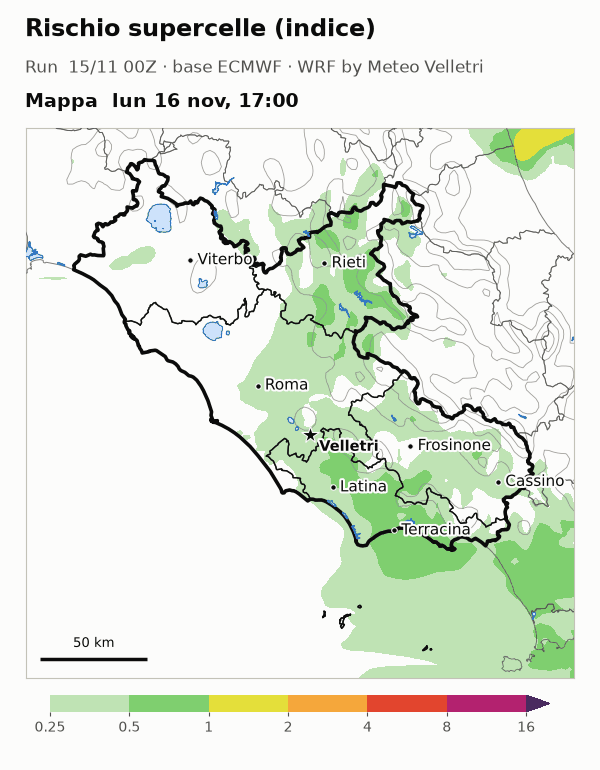 Rischio supercelle (indice)
Run  15/11 00Z · base ECMWF · WRF by Meteo Velletri
Mappa  lun 16 nov, 17:00
Viterbo
Rieti
Roma
Velletri
Frosinone
Cassino
Latina
Terracina
50 km
0.25 0.5 1 2 4 8 16